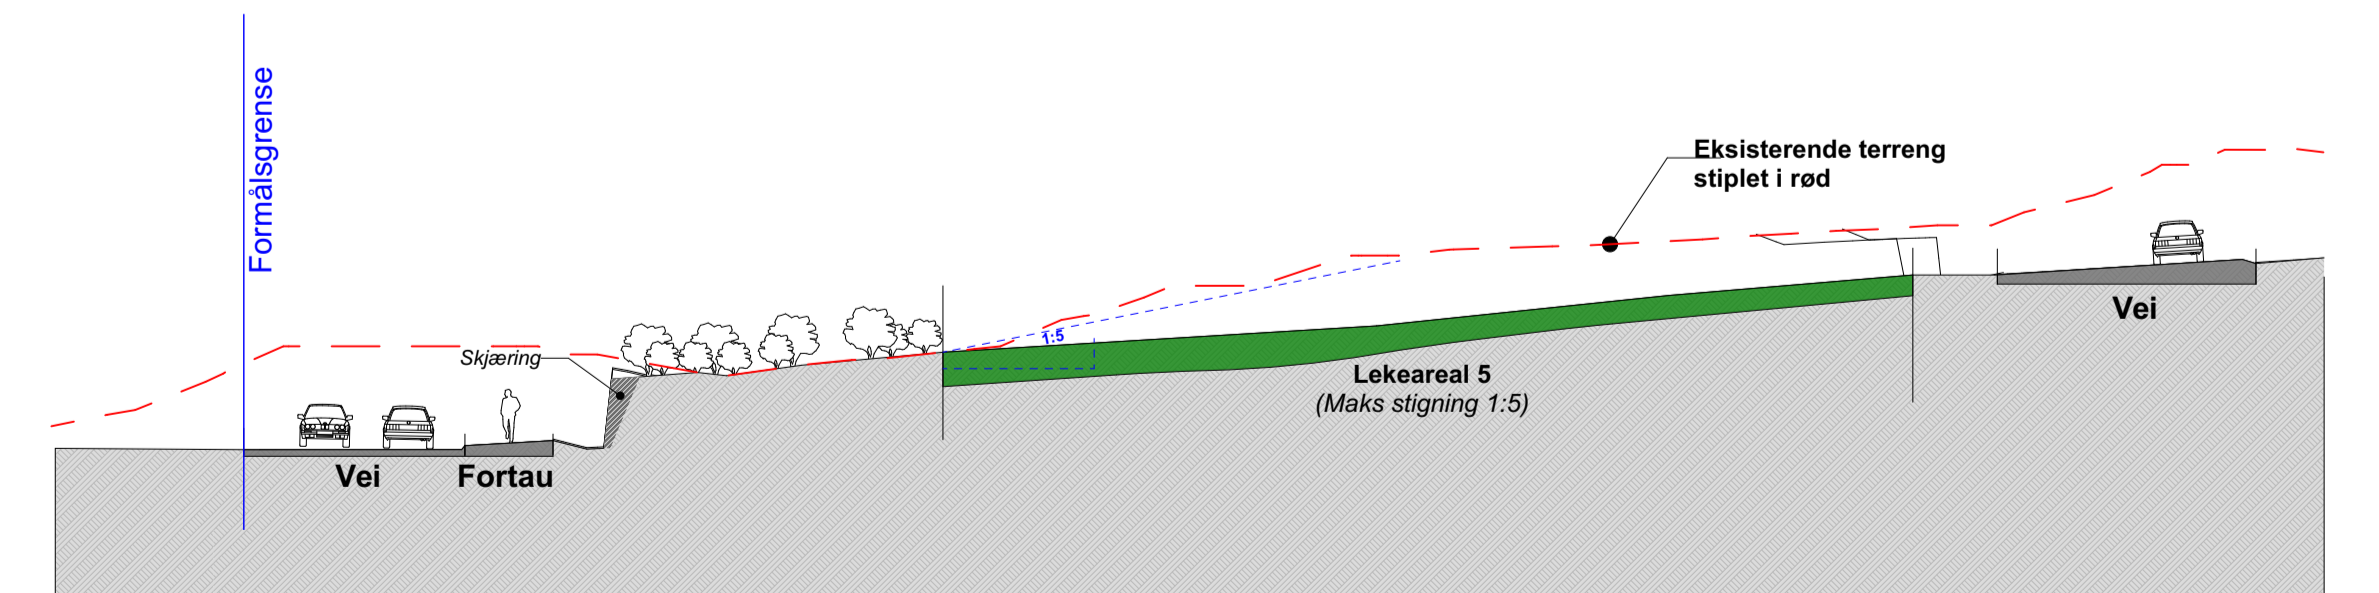 Formålsgrense
Eksisterende terreng
stiplet i rød
Skjæring
1:5
Vei
Lekeareal 5
(Maks stigning 1:5)
Vei
Fortau